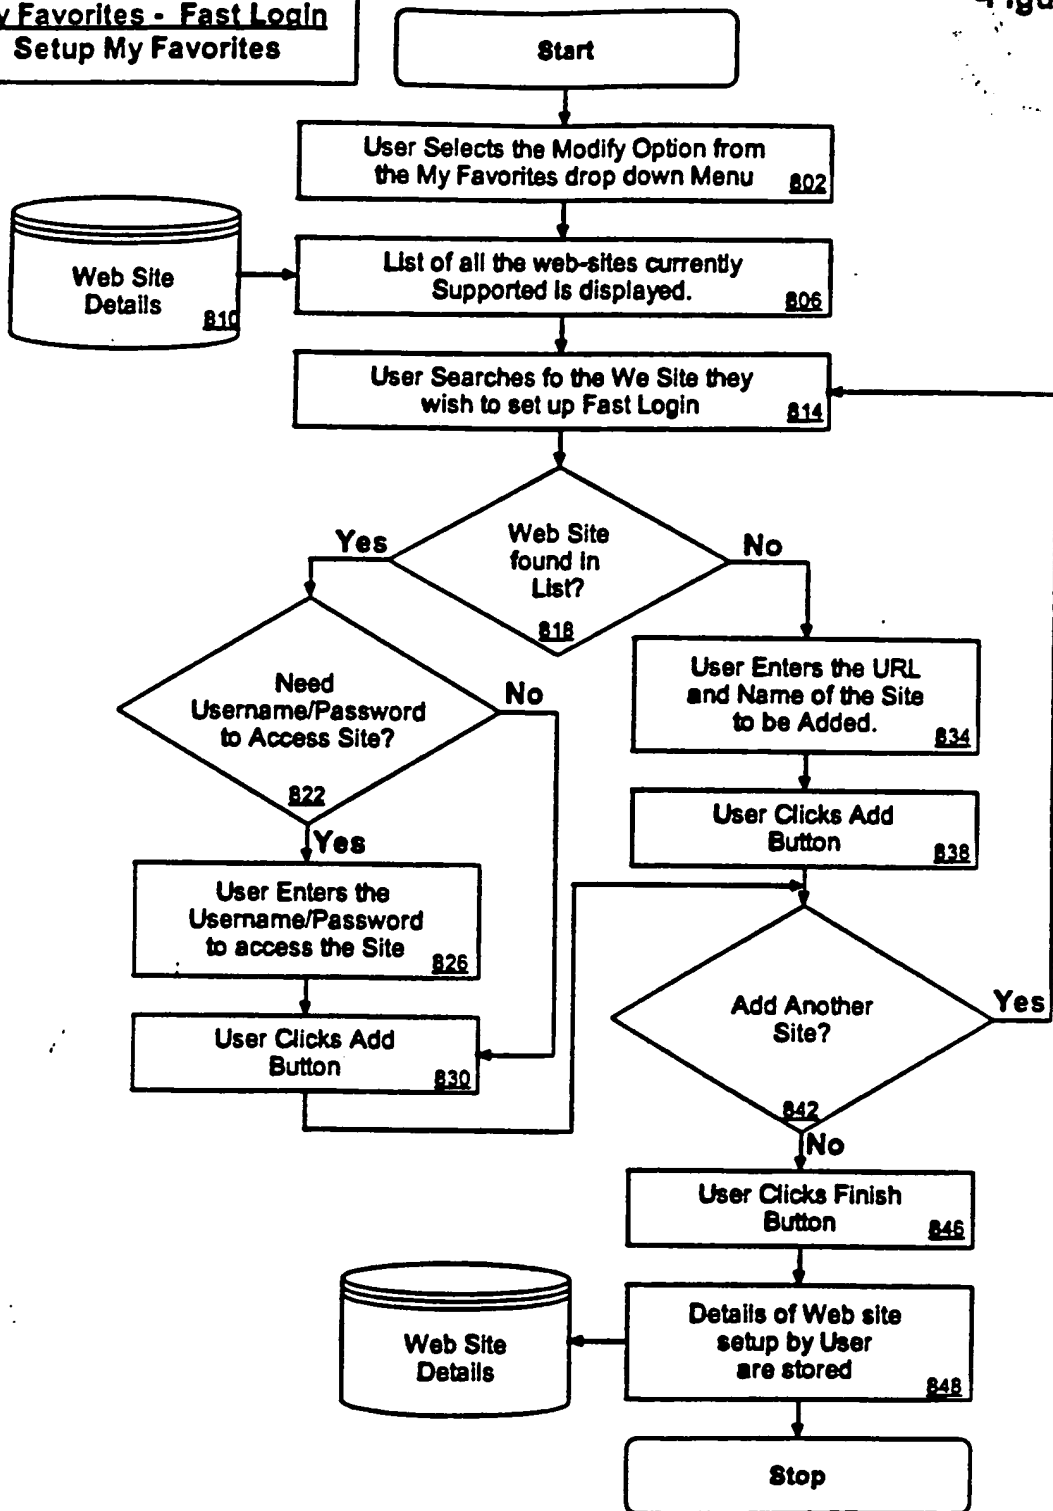 y Favorites - Fast Login
Setup My Favorites
Figu
Start
User Selects the Modify Option from
the My Favorites drop down Menu
802
Web Site
Details
810
List of all the web-sites currently
Supported is displayed.
806
User Searches fo the We Site they
wish to set up Fast Login
814
Web Site
found in
List?
818
Yes
No
Need
Username/Password
to Access Site?
822
No
Yes
User Enters the URL
and Name of the Site
to be Added.
834
User Clicks Add
Button
838
User Enters the
Username/Password
to access the Site
826
User Clicks Add
Button
830
Add Another
Site?
842
Yes
No
User Clicks Finish
Button
846
Web Site
Details
Details of Web site
setup by User
are stored
848
Stop